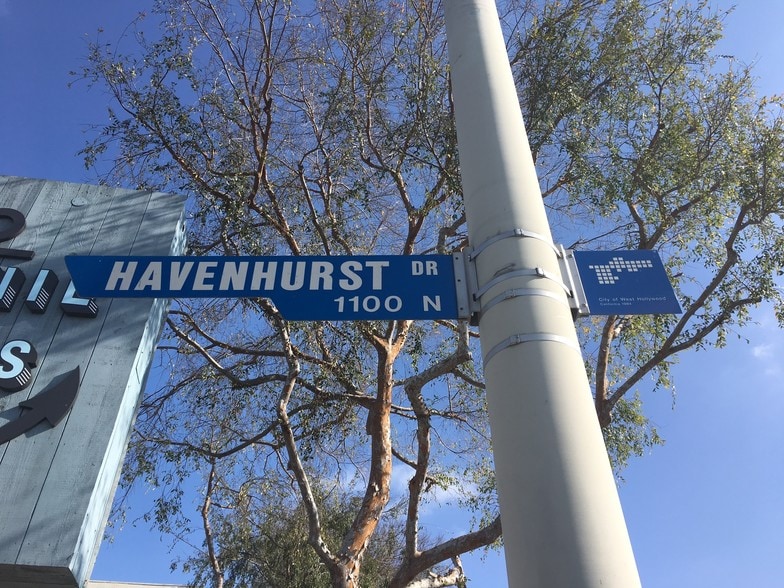 HAVENHURST DR
1100 N
City of West Hollywood
S